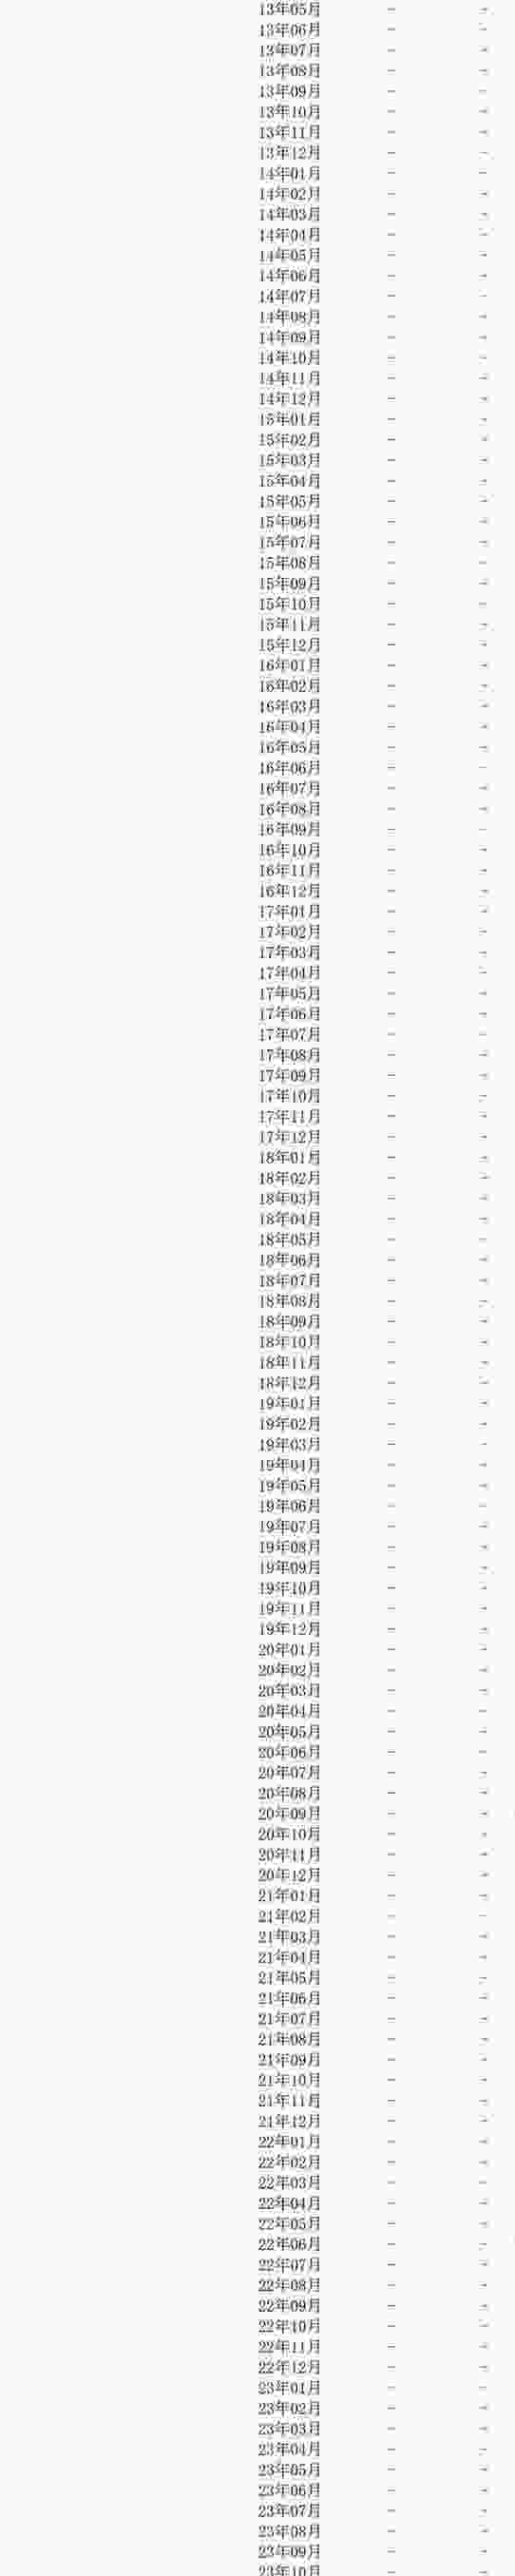 13年05月 — —
13年06月 — —
13年07月 — —
13年08月 — —
13年09月 — —
13年10月 — —
13年11月 — —
13年12月 — —
14年01月 — —
14年02月 — —
14年03月 — —
14年04月 — —
14年05月 — —
14年06月 — —
14年07月 — —
14年08月 — —
14年09月 — —
14年10月 — —
14年11月 — —
14年12月 — —
15年01月 — —
15年02月 — —
15年03月 — —
15年04月 — —
15年05月 — —
15年06月 — —
15年07月 — —
15年08月 — —
15年09月 — —
15年10月 — —
15年11月 — —
15年12月 — —
16年01月 — —
16年02月 — —
16年03月 — —
16年04月 — —
16年05月 — —
16年06月 — —
16年07月 — —
16年08月 — —
16年09月 — —
16年10月 — —
16年11月 — —
16年12月 — —
17年01月 — —
17年02月 — —
17年03月 — —
17年04月 — —
17年05月 — —
17年06月 — —
17年07月 — —
17年08月 — —
17年09月 — —
17年10月 — —
17年11月 — —
17年12月 — —
18年01月 — —
18年02月 — —
18年03月 — —
18年04月 — —
18年05月 — —
18年06月 — —
18年07月 — —
18年08月 — —
18年09月 — —
18年10月 — —
18年11月 — —
18年12月 — —
19年01月 — —
19年02月 — —
19年03月 — —
19年04月 — —
19年05月 — —
19年06月 — —
19年07月 — —
19年08月 — —
19年09月 — —
19年10月 — —
19年11月 — —
19年12月 — —
20年01月 — —
20年02月 — —
20年03月 — —
20年04月 — —
20年05月 — —
20年06月 — —
20年07月 — —
20年08月 — —
20年09月 — —
20年10月 — —
20年11月 — —
20年12月 — —
21年01月 — —
21年02月 — —
21年03月 — —
21年04月 — —
21年05月 — —
21年06月 — —
21年07月 — —
21年08月 — —
21年09月 — —
21年10月 — —
21年11月 — —
21年12月 — —
22年01月 — —
22年02月 — —
22年03月 — —
22年04月 — —
22年05月 — —
22年06月 — —
22年07月 — —
22年08月 — —
22年09月 — —
22年10月 — —
22年11月 — —
22年12月 — —
23年01月 — —
23年02月 — —
23年03月 — —
23年04月 — —
23年05月 — —
23年06月 — —
23年07月 — —
23年08月 — —
23年09月 — —
23年10月 — —